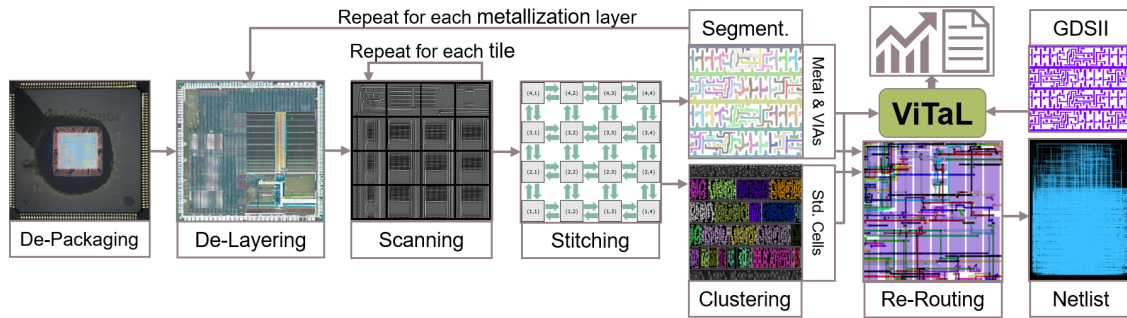 Repeat for each metallization layer
Repeat for each tile
Segment.
GDSII
Metal & VIAs
ViTaL
(4,1) (4,2) (4,3) (4,4)
(3,1) (3,2) (3,3) (3,4)
(2,1) (2,2) (2,3) (2,4)
(1,1) (1,2) (1,3) (1,4)
Std. Cells
De-Packaging
De-Layering
Scanning
Stitching
Clustering
Re-Routing
Netlist